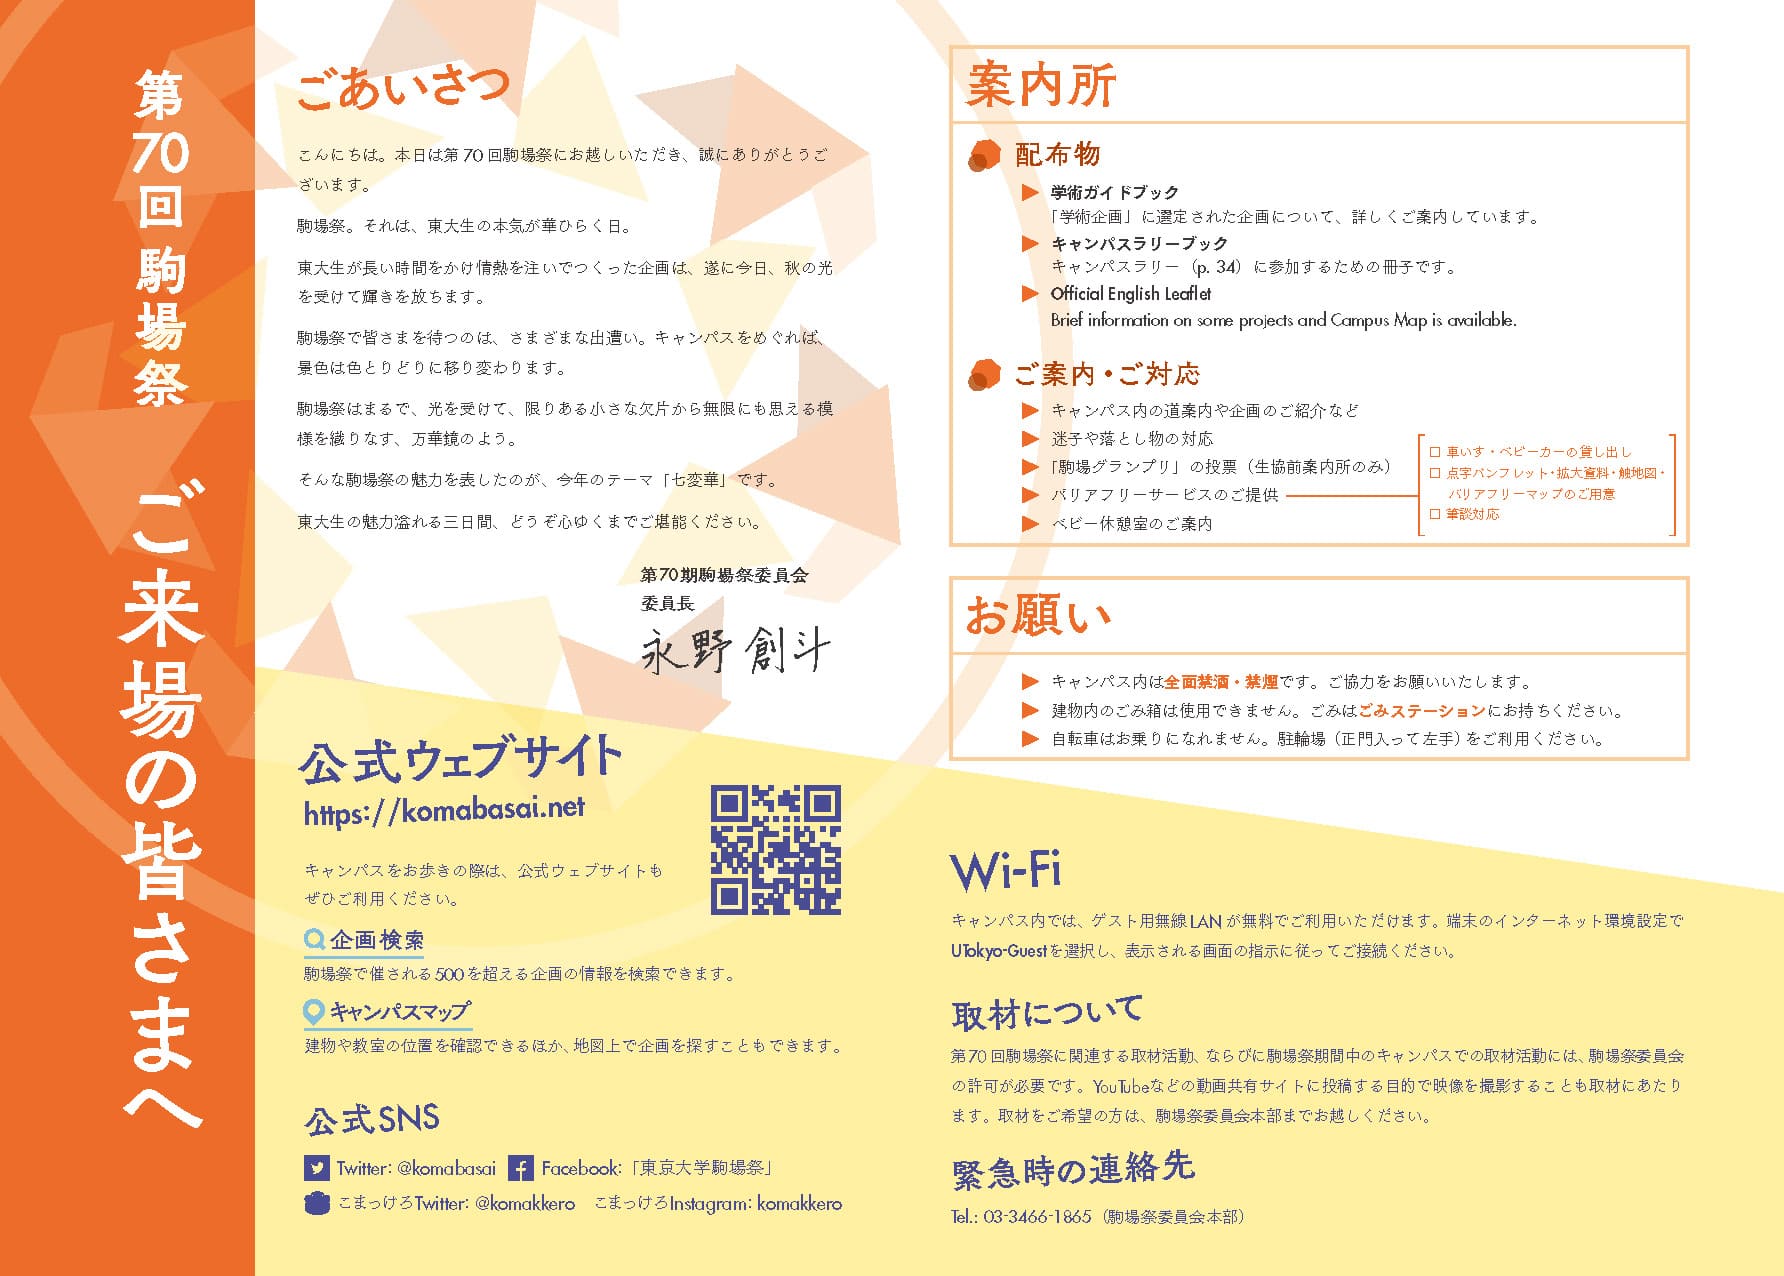 第70回 駒場祭 ご来場の皆さまへ
ごあいさつ
こんにちは。本日は第70回駒場祭にお越しいただき、誠にありがとうご
ざいます。
駒場祭。それは、東大生の本気が華ひらく日。
東大生が長い時間をかけ情熱を注いでつくった企画は、遂に今日、秋の光
を受けて輝きを放ちます。
駒場祭で皆さまを待つのは、さまざまな出遭い。キャンパスをめぐれば、
景色は色とりどりに移り変わります。
駒場祭はまるで、光を受けて、限りある小さな欠片から無限にも思える模
様を織りなす、万華鏡のよう。
そんな駒場祭の魅力を表したのが、今年のテーマ「七変華」です。
東大生の魅力溢れる三日間、どうぞ心ゆくまでご堪能ください。
第70期駒場祭委員会
委員長
永野 創斗
公式ウェブサイト
https://komabasai.net
キャンパスをお歩きの際は、公式ウェブサイトも
ぜひご利用ください。
企画検索
駒場祭で催される500を超える企画の情報を検索できます。
キャンパスマップ
建物や教室の位置を確認できるほか、地図上で企画を探すこともできます。
公式SNS
Twitter: @komabasai Facebook:「東京大学駒場祭」
こまっけろTwitter: @komakkero こまっけろInstagram: komakkero
案内所
配布物
学術ガイドブック
「学術企画」に選定された企画について、詳しくご案内しています。
キャンパスラリーブック
キャンパスラリー（p. 34）に参加するための冊子です。
Official English Leaflet
Brief information on some projects and Campus Map is available.
ご案内・ご対応
キャンパス内の道案内や企画のご紹介など
迷子や落とし物の対応
「駒場グランプリ」の投票（生協前案内所のみ）
バリアフリーサービスのご提供
ベビー休憩室のご案内
□ 車いす・ベビーカーの貸し出し
□ 点字パンフレット・拡大資料・触地図・
バリアフリーマップのご用意
□ 筆談対応
お願い
キャンパス内は全面禁酒・禁煙です。ご協力をお願いいたします。
建物内のごみ箱は使用できません。ごみはごみステーションにお持ちください。
自転車はお乗りになれません。駐輪場（正門入って左手）をご利用ください。
Wi-Fi
キャンパス内では、ゲスト用無線LANが無料でご利用いただけます。端末のインターネット環境設定で
UTokyo-Guestを選択し、表示される画面の指示に従ってご接続ください。
取材について
第70回駒場祭に関連する取材活動、ならびに駒場祭期間中のキャンパスでの取材活動には、駒場祭委員会
の許可が必要です。YouTubeなどの動画共有サイトに投稿する目的で映像を撮影することも取材にあたり
ます。取材をご希望の方は、駒場祭委員会本部までお越しください。
緊急時の連絡先
Tel.: 03-3466-1865（駒場祭委員会本部）